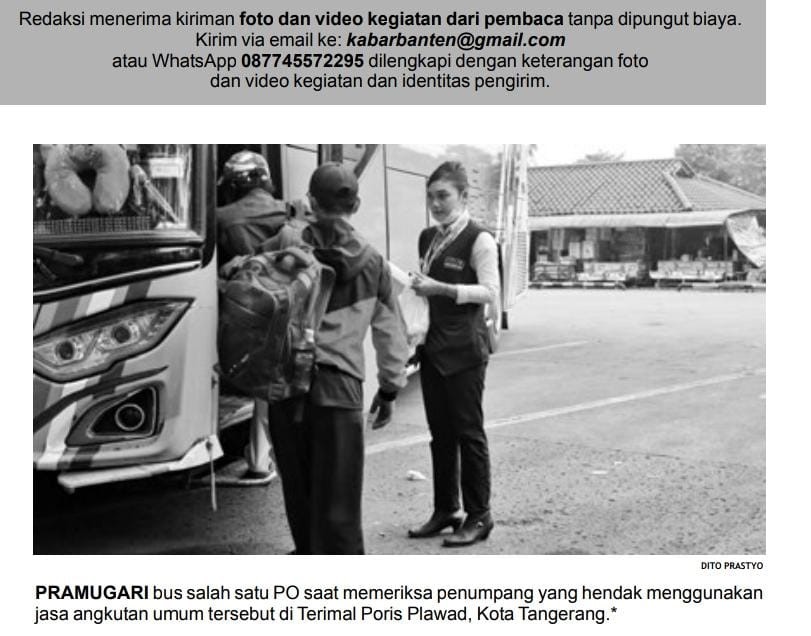 Redaksi menerima kiriman foto dan video kegiatan dari pembaca tanpa dipungut biaya.
Kirim via email ke: kabarbanten@gmail.com
atau WhatsApp 087745572295 dilengkapi dengan keterangan foto
dan video kegiatan dan identitas pengirim.
DITO PRASTYO
PRAMUGARI bus salah satu PO saat memeriksa penumpang yang hendak menggunakan
jasa angkutan umum tersebut di Terimal Poris Plawad, Kota Tangerang.*